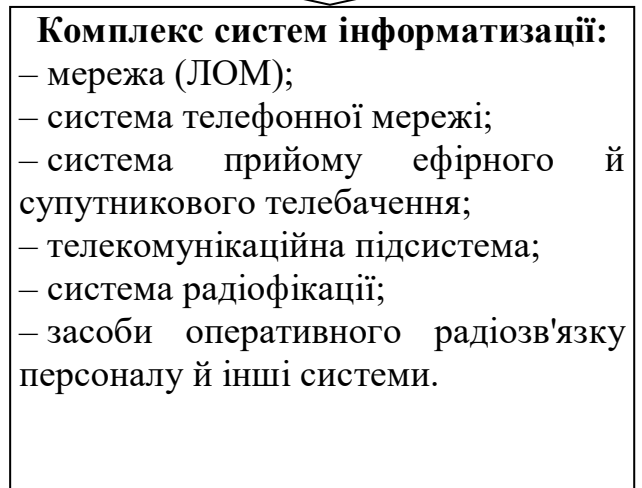 Комплекс систем інформатизації:
– мережа (ЛОМ);
– система телефонної мережі;
– система прийому ефірного й
супутникового телебачення;
– телекомунікаційна підсистема;
– система радіофікації;
– засоби оперативного радіозв'язку
персоналу й інші системи.